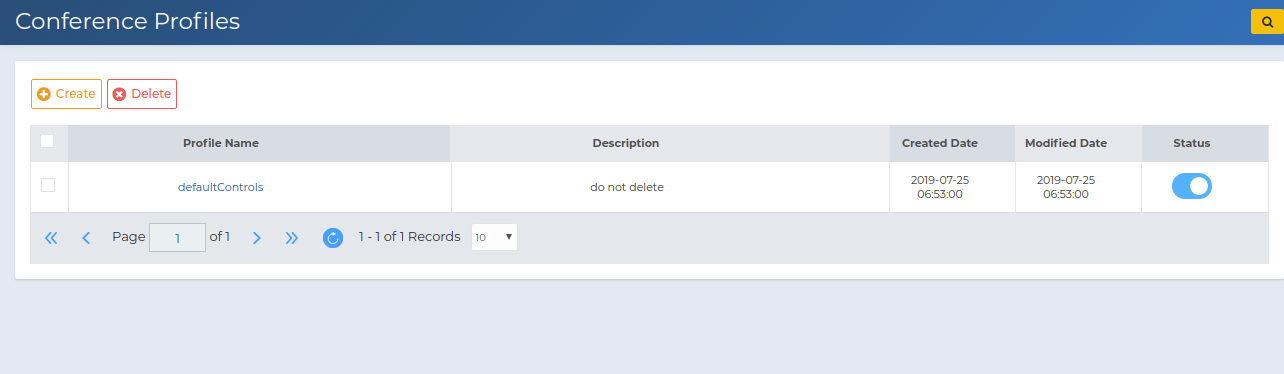 Conference Profiles
Create Delete
Profile Name Description Created Date Modified Date Status
defaultControls do not delete 2019-07-25 2019-07-25
06:53:00 06:53:00
Page 1 of 1 1 - 1 of 1 Records 10